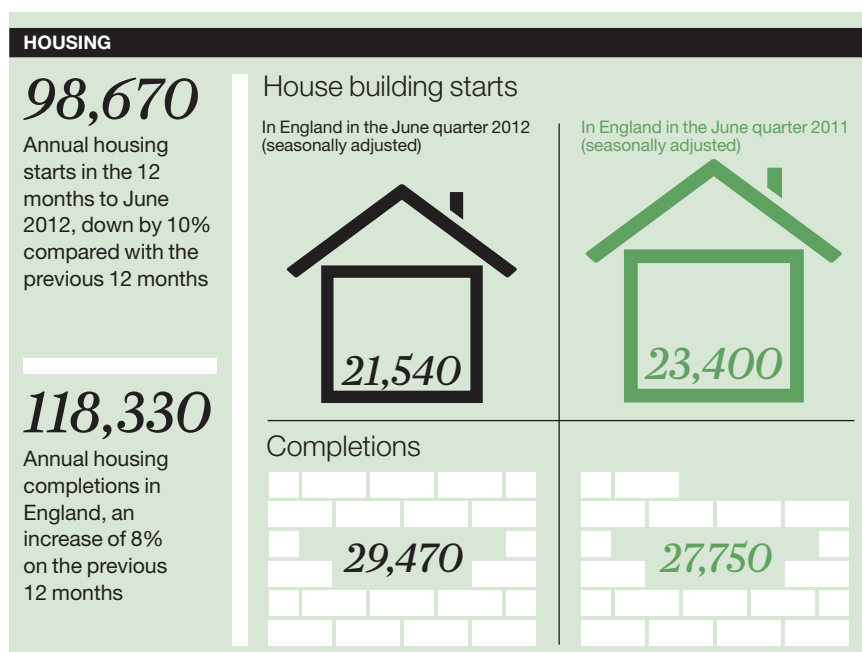 HOUSING
98,670
Annual housing
starts in the 12
months to June
2012, down by 10%
compared with the
previous 12 months
118,330
Annual housing
completions in
England, an
increase of 8%
on the previous
12 months
House building starts
In England in the June quarter 2012
(seasonally adjusted)
21,540
In England in the June quarter 2011
(seasonally adjusted)
23,400
Completions
29,470
27,750